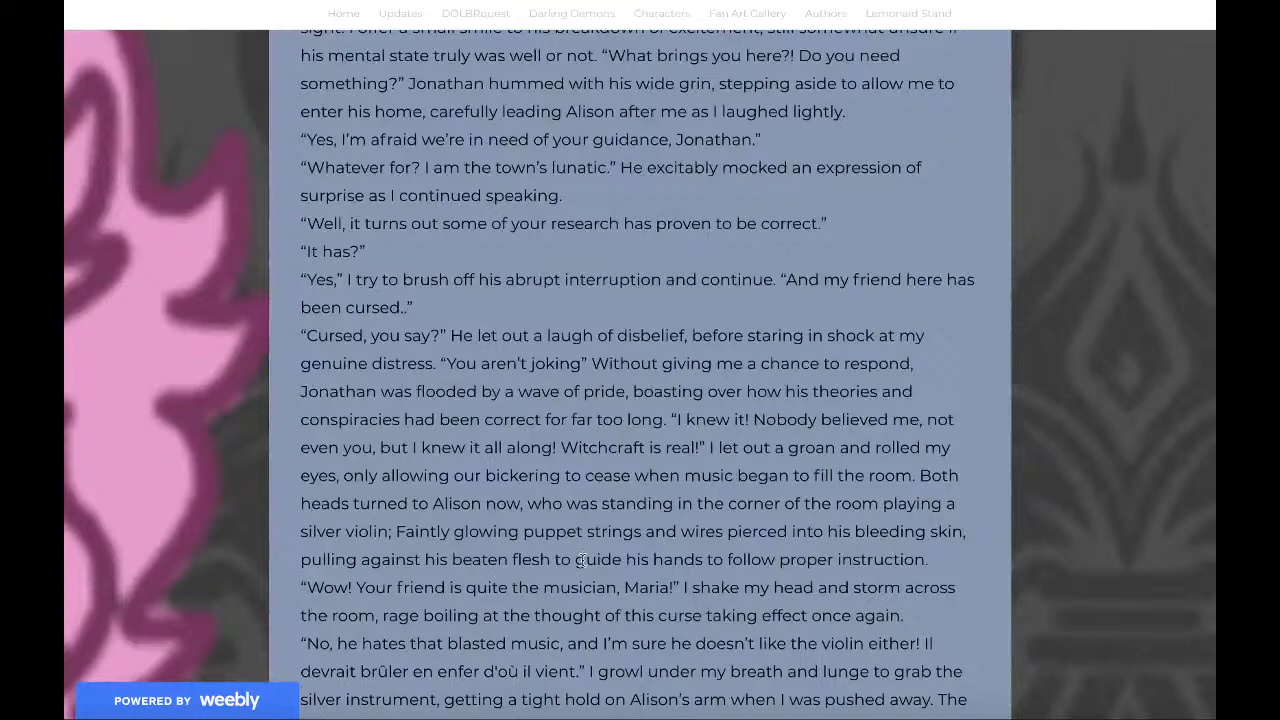 Home Updates DOLBRquest Darling Demons Characters Fan Art Gallery Authors Lemonaid Stand
sight. I offer a small smile to his breakdown of excitement, still somewhat unsure if
his mental state truly was well or not. “What brings you here?! Do you need
something?” Jonathan hummed with his wide grin, stepping aside to allow me to
enter his home, carefully leading Alison after me as I laughed lightly.
“Yes, I’m afraid we’re in need of your guidance, Jonathan.”
“Whatever for? I am the town’s lunatic.” He excitably mocked an expression of
surprise as I continued speaking.
“Well, it turns out some of your research has proven to be correct.”
“It has?”
“Yes,” I try to brush off his abrupt interruption and continue. “And my friend here has
been cursed..”
“Cursed, you say?” He let out a laugh of disbelief, before staring in shock at my
genuine distress. “You aren’t joking” Without giving me a chance to respond,
Jonathan was flooded by a wave of pride, boasting over how his theories and
conspiracies had been correct for far too long. “I knew it! Nobody believed me, not
even you, but I knew it all along! Witchcraft is real!” I let out a groan and rolled my
eyes, only allowing our bickering to cease when music began to fill the room. Both
heads turned to Alison now, who was standing in the corner of the room playing a
silver violin; Faintly glowing puppet strings and wires pierced into his bleeding skin,
pulling against his beaten flesh to guide his hands to follow proper instruction.
“Wow! Your friend is quite the musician, Maria!” I shake my head and storm across
the room, rage boiling at the thought of this curse taking effect once again.
“No, he hates that blasted music, and I’m sure he doesn’t like the violin either! Il
devrait brûler en enfer d'où il vient.” I growl under my breath and lunge to grab the
silver instrument, getting a tight hold on Alison’s arm when I was pushed away. The
POWERED BY weebly